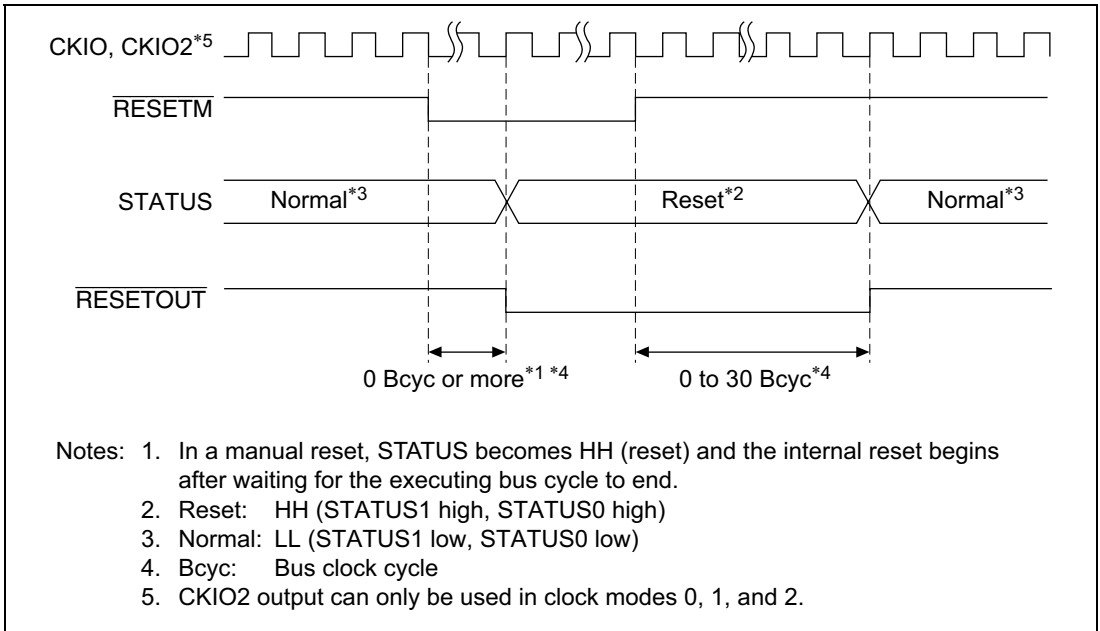 CKIO, CKIO2*5
RESETM
STATUS Normal*3 Reset*2 Normal*3
RESETOUT
0 Bcyc or more*1 *4 0 to 30 Bcyc*4
Notes: 1. In a manual reset, STATUS becomes HH (reset) and the internal reset begins
after waiting for the executing bus cycle to end.
2. Reset: HH (STATUS1 high, STATUS0 high)
3. Normal: LL (STATUS1 low, STATUS0 low)
4. Bcyc: Bus clock cycle
5. CKIO2 output can only be used in clock modes 0, 1, and 2.